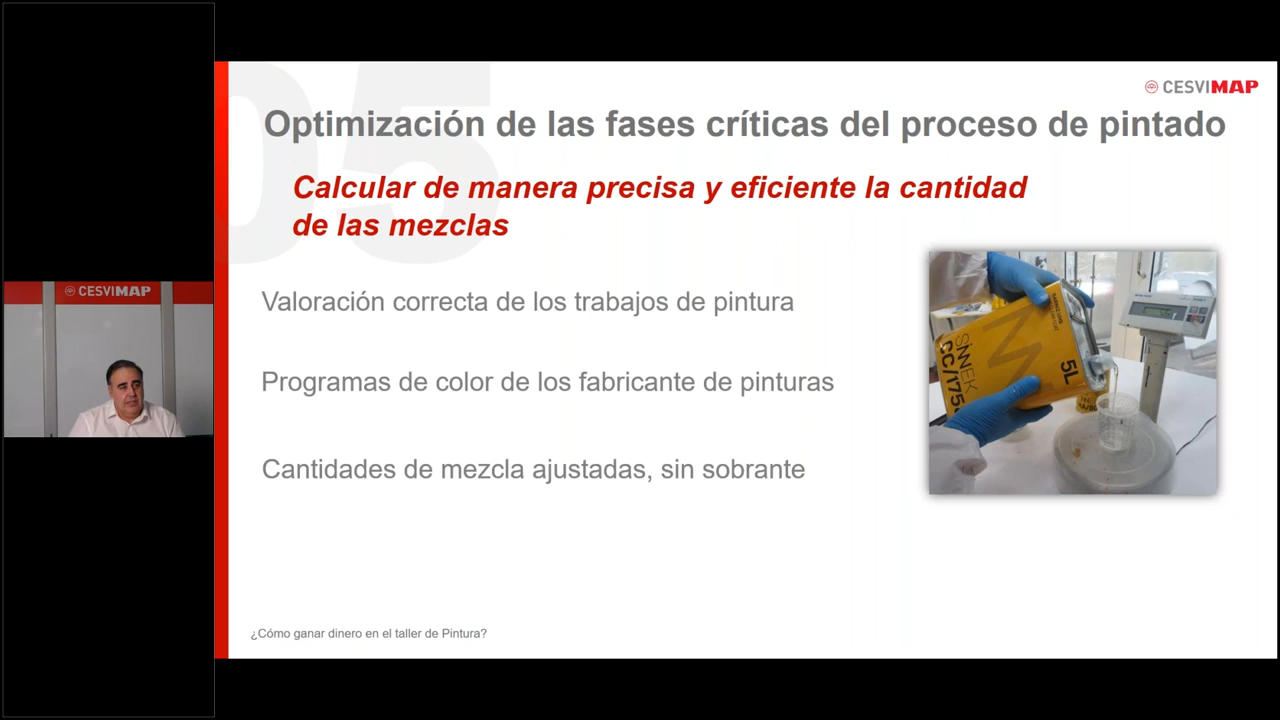 CESVIMAP
05
Optimización de las fases críticas del proceso de pintado
Calcular de manera precisa y eficiente la cantidad
de las mezclas
CESVIMAP
Valoración correcta de los trabajos de pintura
Programas de color de los fabricante de pinturas
Cantidades de mezcla ajustadas, sin sobrante
5L
¿Cómo ganar dinero en el taller de Pintura?